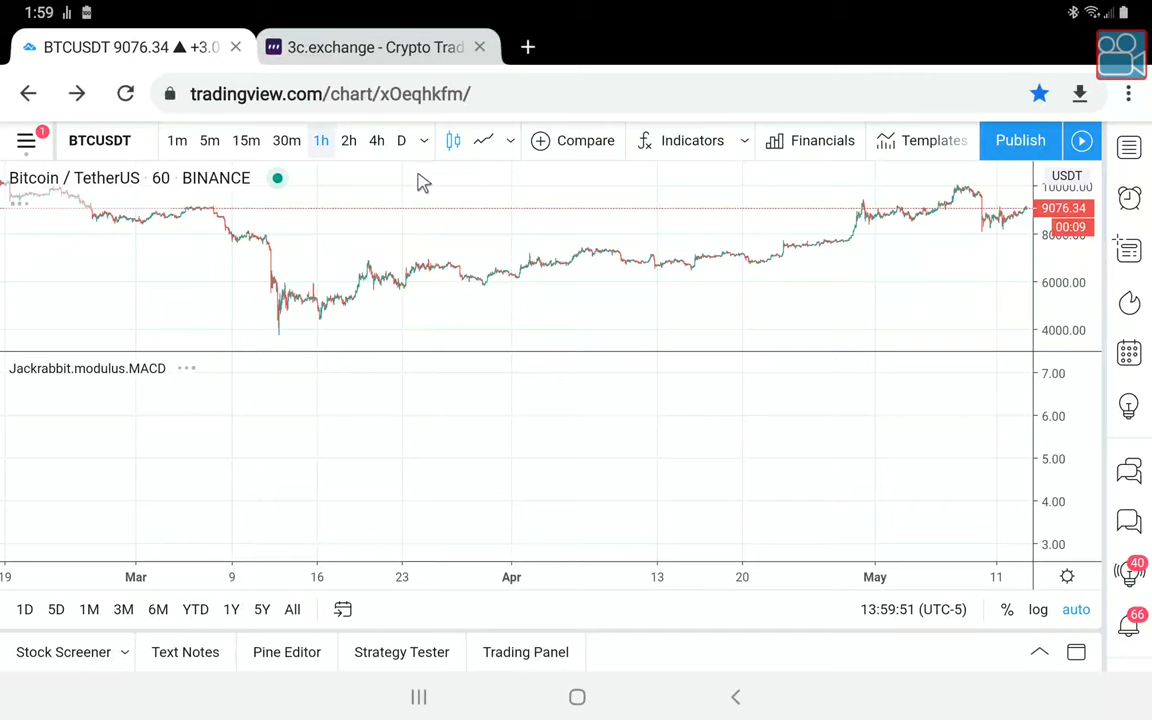 1:59
BTCUSDT 9076.34 ▲ +3.0
3c.exchange - Crypto Trad
tradingview.com/chart/xOeqhkfm/
1
BTCUSDT
1m 5m 15m 30m 1h 2h 4h D
Compare
Indicators
Financials
Templates
Publish
Bitcoin / TetherUS 60 BINANCE
USDT
10000.00
9076.34
00:09
8000.00
6000.00
4000.00
Jackrabbit.modulus.MACD
7.00
6.00
5.00
4.00
3.00
19 Mar 9 16 23 Apr 13 20 May 11
1D 5D 1M 3M 6M YTD 1Y 5Y All
13:59:51 (UTC-5) % log auto
40
66
Stock Screener Text Notes Pine Editor Strategy Tester Trading Panel